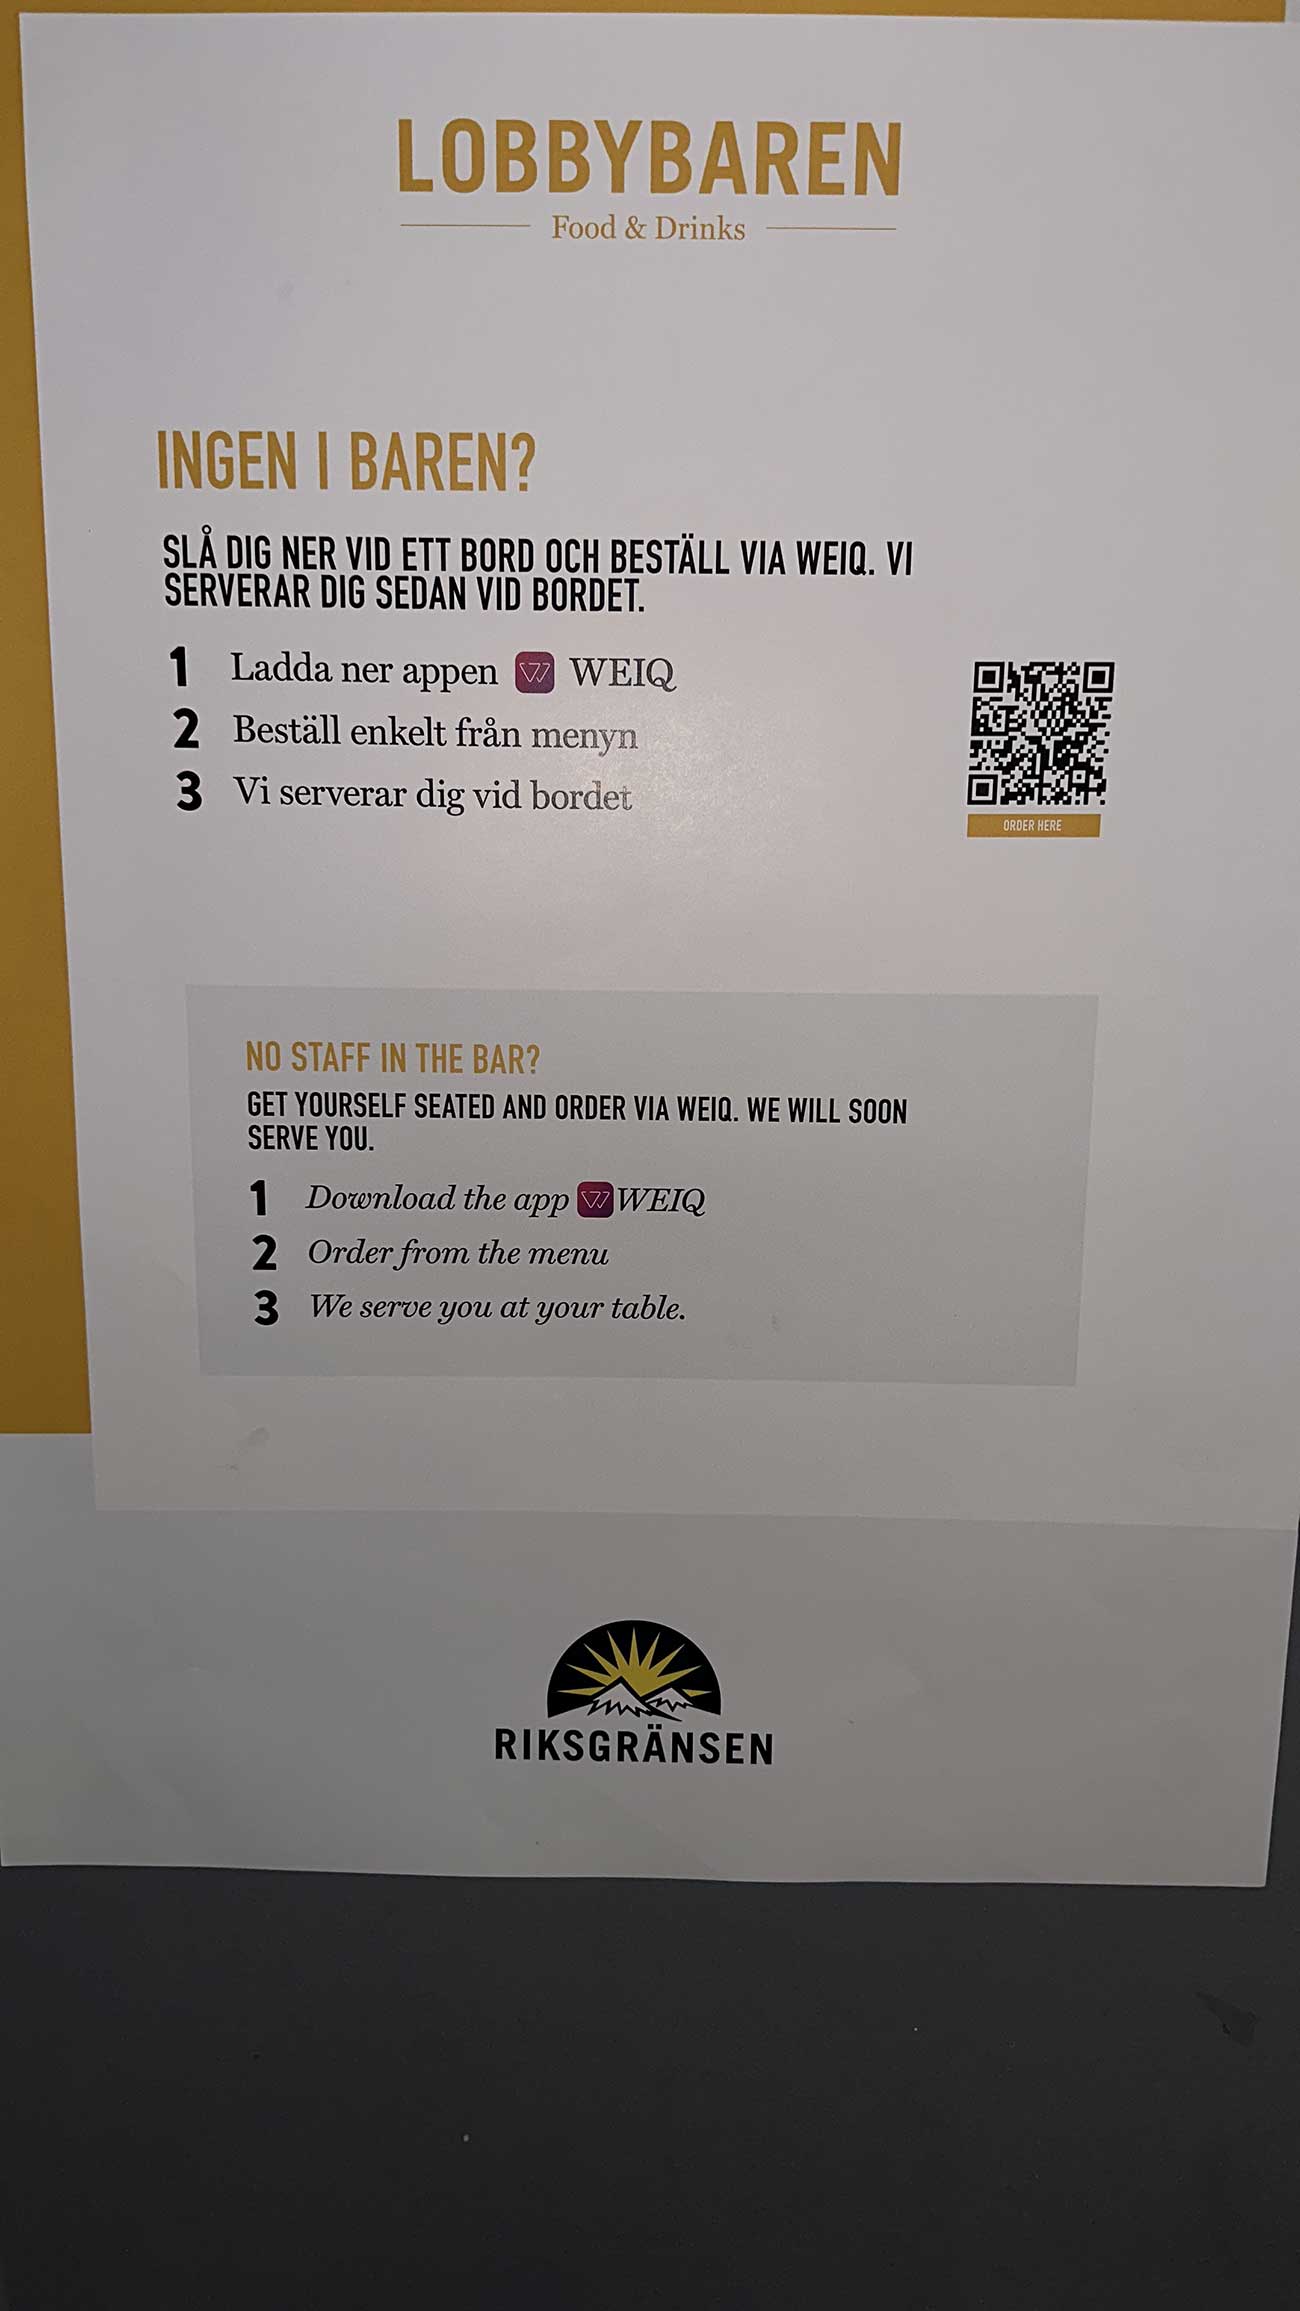 LOBBYBAREN
Food & Drinks
INGEN I BAREN?
SLÅ DIG NER VID ETT BORD OCH BESTÄLL VIA WEIQ. VI
SERVERAR DIG SEDAN VID BORDET.
1 Ladda ner appen WEIQ
2 Beställ enkelt från menyn
3 Vi serverar dig vid bordet
ORDER HERE
NO STAFF IN THE BAR?
GET YOURSELF SEATED AND ORDER VIA WEIQ. WE WILL SOON
SERVE YOU.
1 Download the app WEIQ
2 Order from the menu
3 We serve you at your table.
RIKSGRÄNSEN